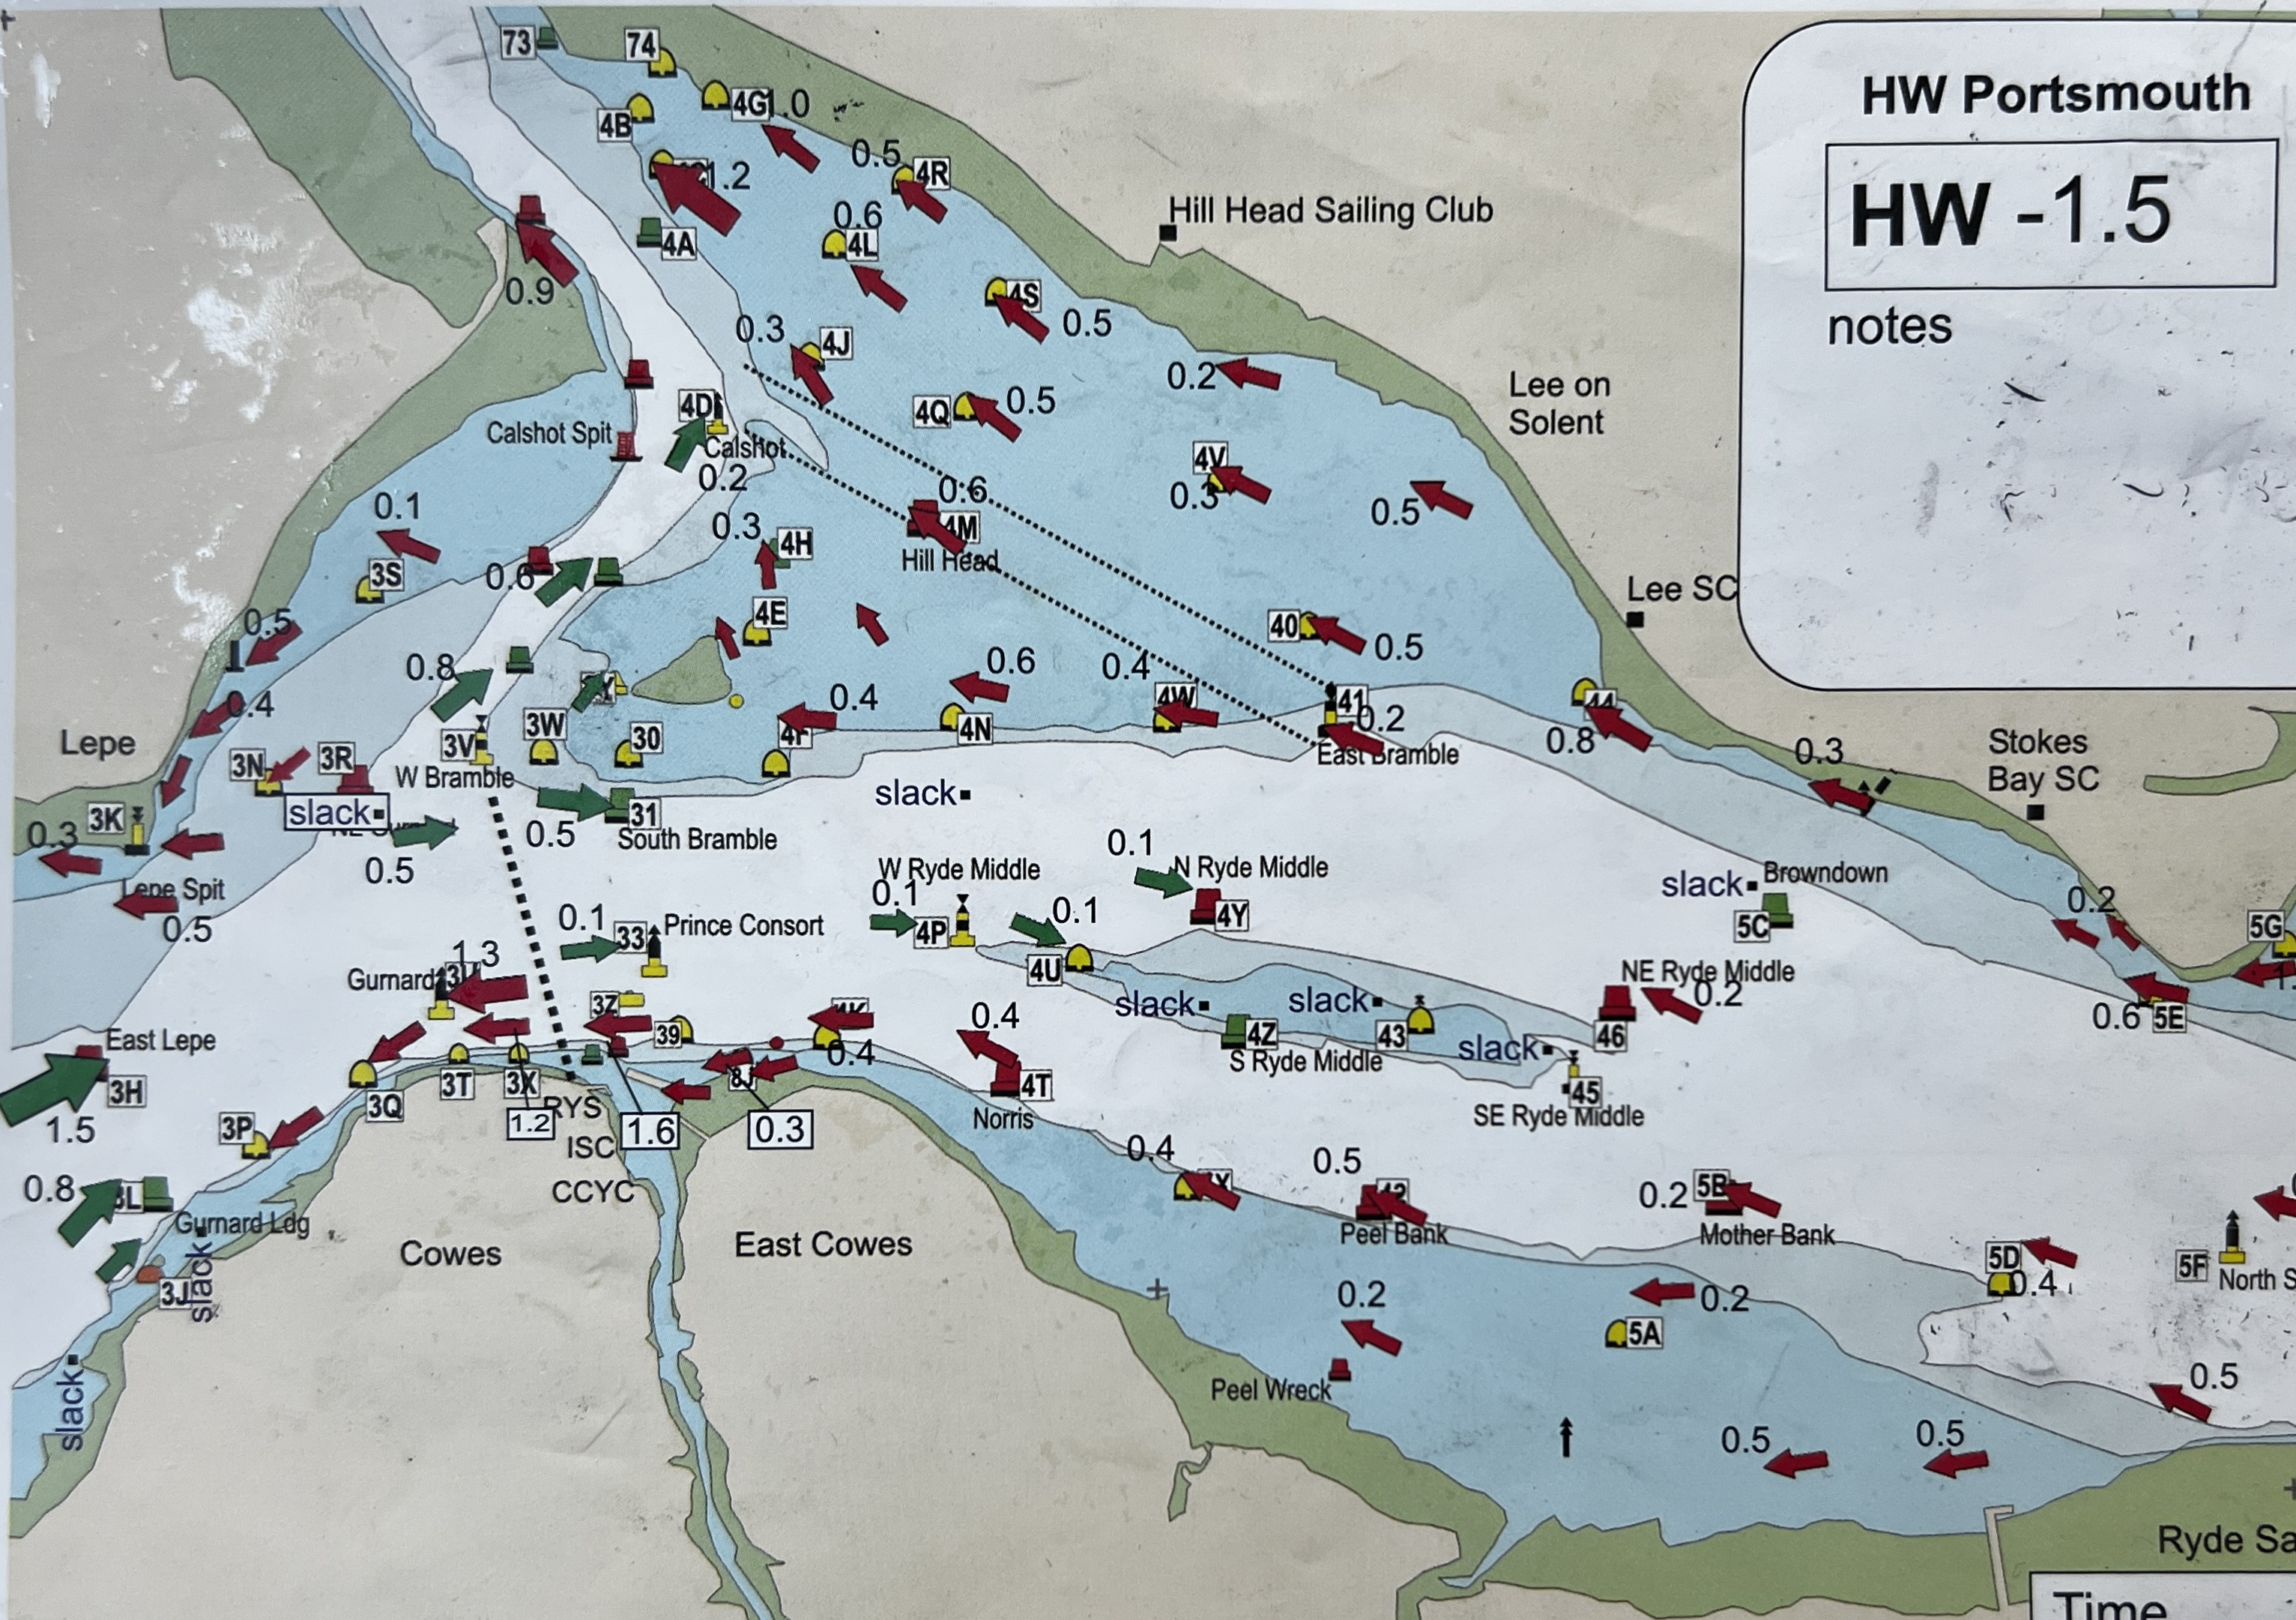 73
74
4G
1.0
4B
0.5
4R
1.2
0.6
4A
4L
0.9
4S
0.5
0.3
4J
0.2
4D
4Q
0.5
Calshot Spit
Calshot
0.2
4V
0.3
0.5
0.1
0.6
0.3
4H
4M
Hill Head
3S
0.6
4E
0.5
40
0.5
0.8
0.6
0.4
0.4
0.4
4W
41
0.2
44
4F
4N
East Bramble
0.8
0.3
Hill Head Sailing Club
Lee on
Solent
Lee SC
Stokes
Bay SC
HW Portsmouth
HW -1.5
notes
Lepe
3N
3R
3V
3W
30
W Bramble
slack
slack
3K
0.3
0.5
0.5
31
South Bramble
Lepe Spit
0.5
0.1
33
Prince Consort
W Ryde Middle
0.1
4P
0.1
N Ryde Middle
4Y
0.1
4U
slack
Browndown
5C
0.2
5G
1.3
Gurnard
3Z
39
0.4
0.4
4T
Norris
slack
slack
4Z
S Ryde Middle
43
slack
NE Ryde Middle
0.2
46
45
SE Ryde Middle
0.6
5E
East Lepe
3H
1.5
3Q
3T
3X
1.2
RYS
ISC
CCYC
1.6
0.3
3P
0.8
Gurnard Ldg
3J
slack
slack
Cowes
East Cowes
0.4
0.5
Peel Bank
0.2
5B
Mother Bank
5D
0.4
5F
North S
0.2
Peel Wreck
0.2
5A
0.5
0.5
0.5
Ryde Sa
Time